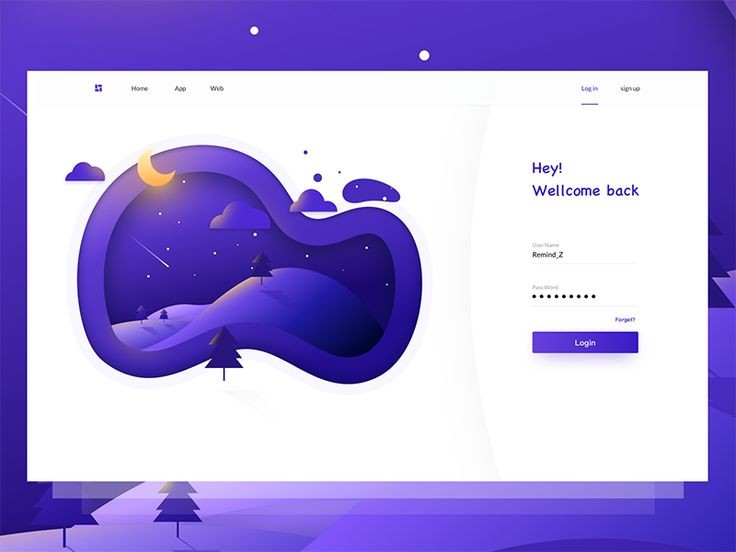 Home App Web Log in sign up
Hey!
Wellcome back
User Name
Remind_Z
Pass Word
Forget?
Login